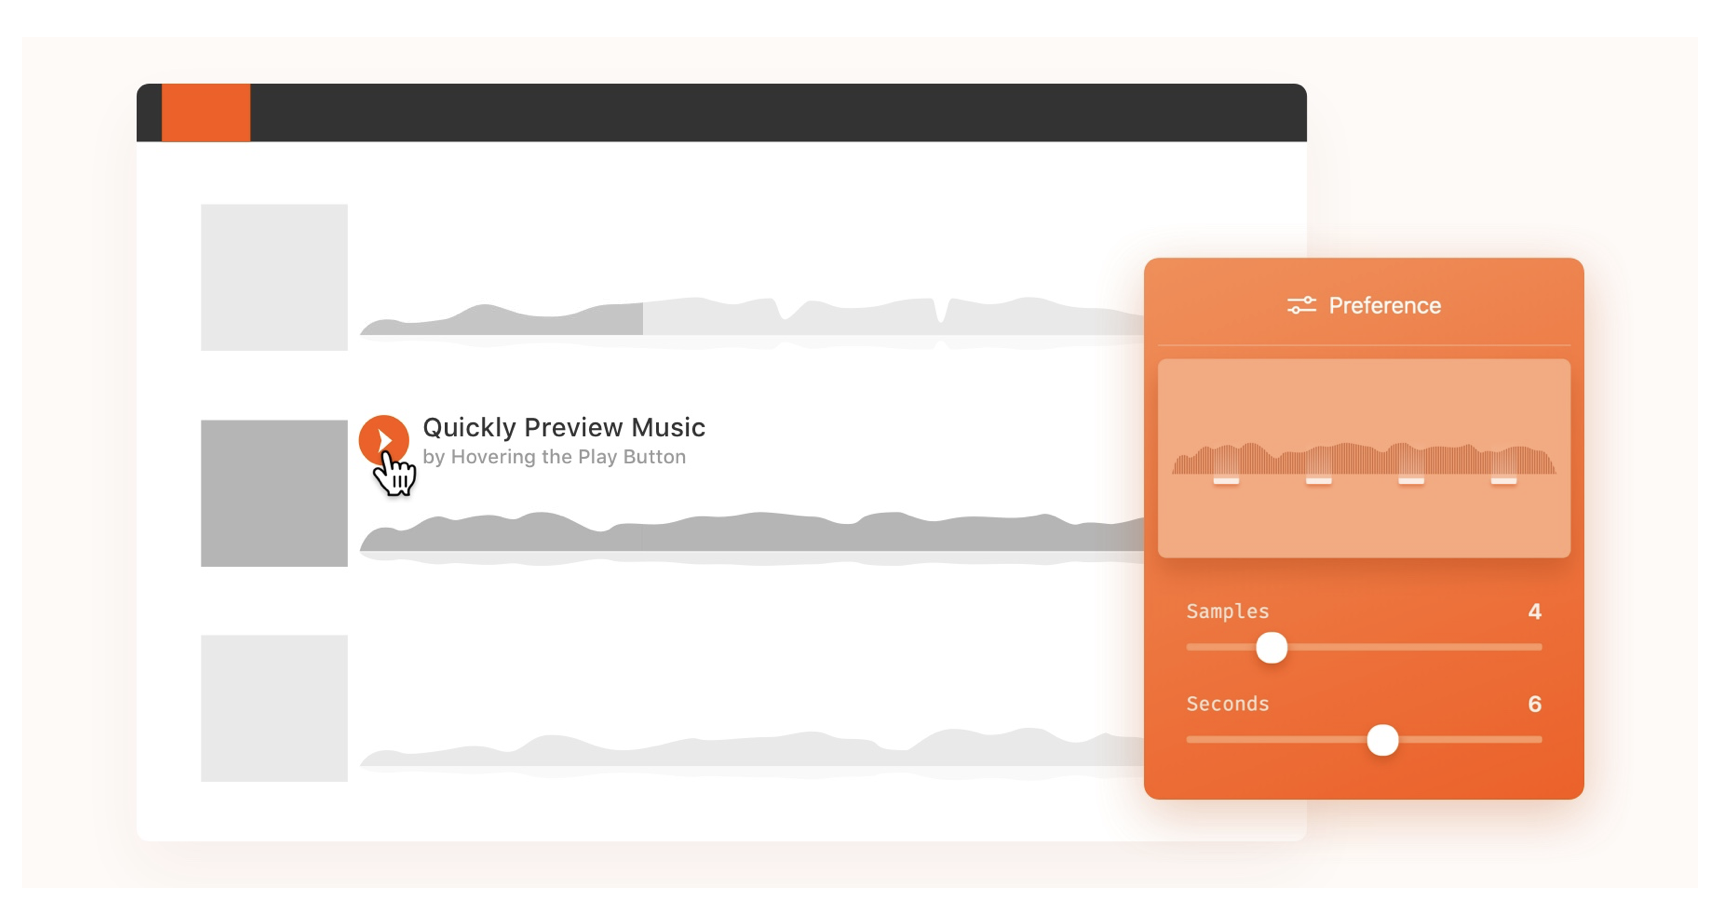 Quickly Preview Music
by Hovering the Play Button
Preference
Samples 4
Seconds 6